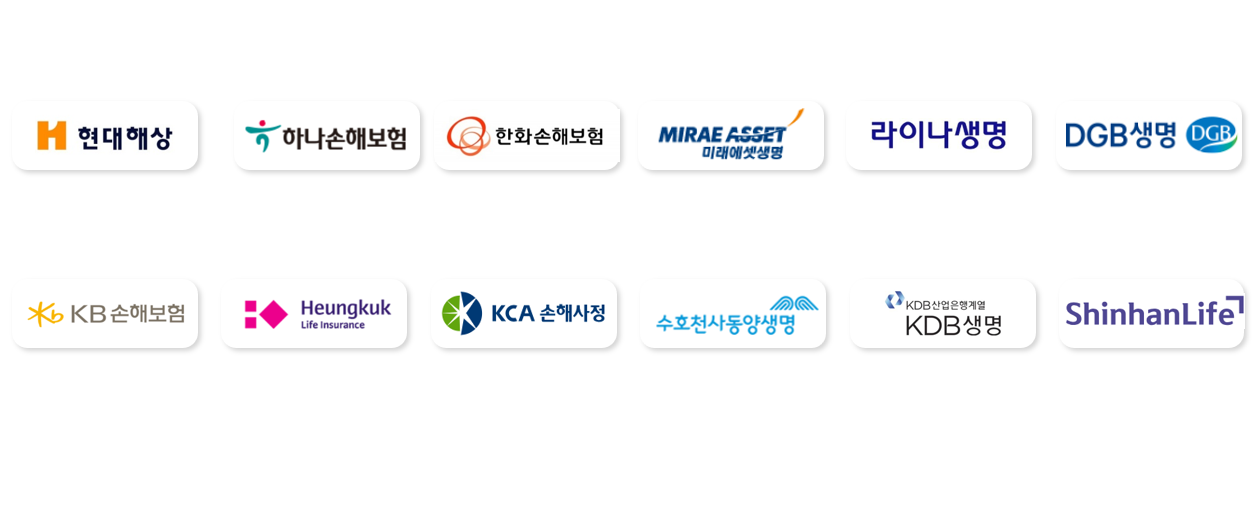 현대해상
하나손해보험
한화손해보험
MIRAE ASSET
미래에셋생명
라이나생명
DGB생명 DGB
KB 손해보험
Heungkuk
Life Insurance
KCA 손해사정
수호천사동양생명
KDB산업은행계열
KDB생명
ShinhanLife